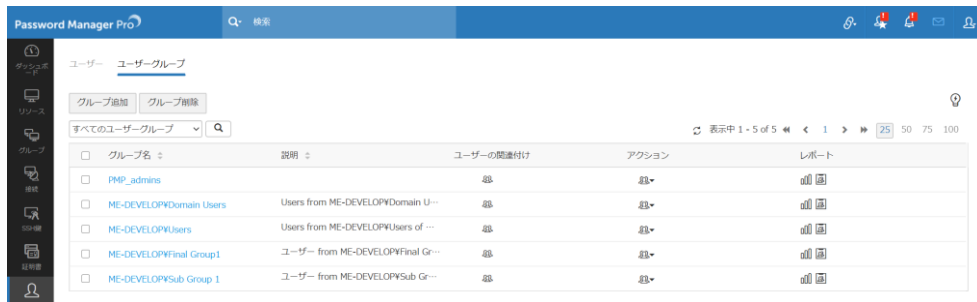 Password Manager Pro
検索
ダッシュボ
ード
リソース
グループ
接続
SSH鍵
証明書
ユーザー ユーザーグループ
グループ追加 グループ削除
すべてのユーザーグループ
表示中 1 - 5 of 5 1 25 50 75 100
グループ名 説明 ユーザーの関連付け アクション レポート
PMP_admins
ME-DEVELOP¥Domain Users Users from ME-DEVELOP¥Domain U…
ME-DEVELOP¥Users Users from ME-DEVELOP¥Users of …
ME-DEVELOP¥Final Group1 ユーザー from ME-DEVELOP¥Final Gr…
ME-DEVELOP¥Sub Group 1 ユーザー from ME-DEVELOP¥Sub Gr…